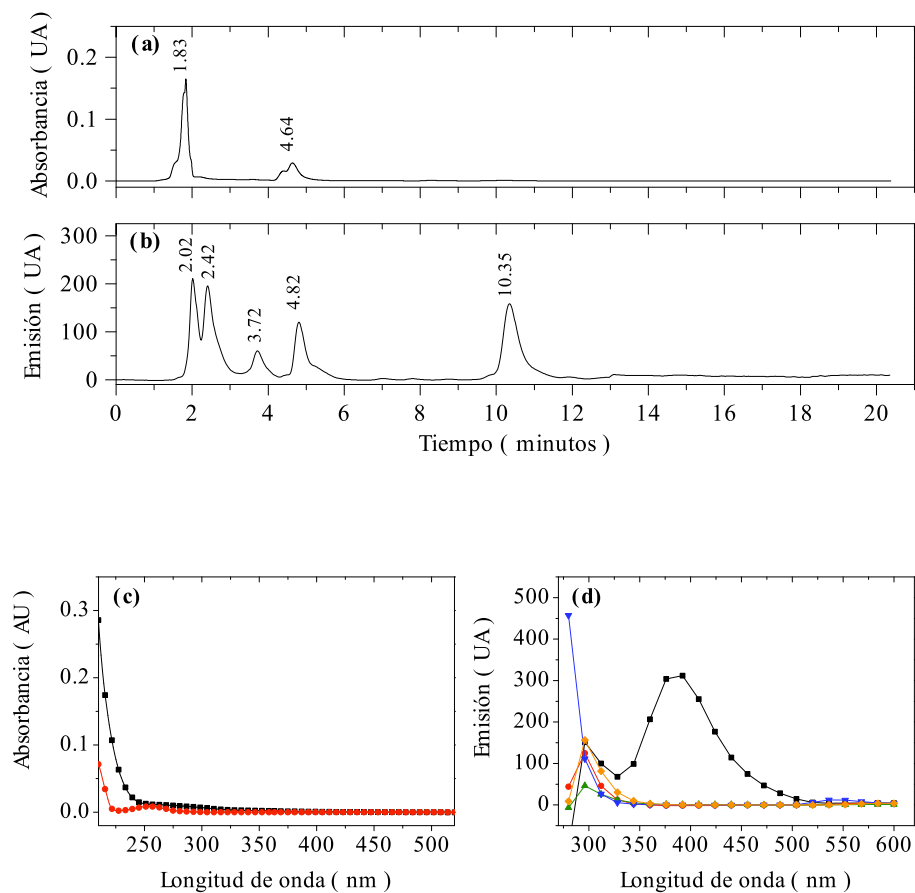 (a)
Absorbancia ( UA )
0.2
0.1
0.0
1.83
4.64
(b)
Emisión ( UA )
300
200
100
0
2.02
2.42
3.72
4.82
10.35
0 2 4 6 8 10 12 14 16 18 20
Tiempo ( minutos )
(c)
Absorbancia ( AU )
0.3
0.2
0.1
0.0
250 300 350 400 450 500
Longitud de onda ( nm )
(d)
Emisión ( UA )
500
400
300
200
100
0
300 350 400 450 500 550 600
Longitud de onda ( nm )